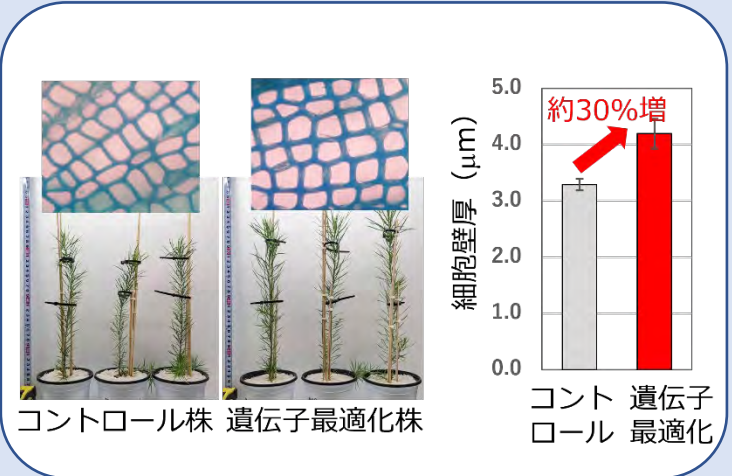 コントロール株
遺伝子最適化株
細胞壁厚（μm）
5.0
4.0
3.0
2.0
1.0
0.0
約30%増
コント
ロール
遺伝子
最適化